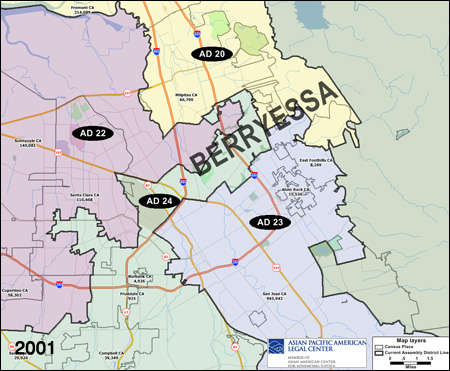 Fremont CA
214,089
AD 20
Milpitas CA
66,790
BERRYESSA
AD 22
Sunnyvale CA
140,081
East Foothills CA
8,369
Alum Rock CA
15,536
Santa Clara CA
AD 24
AD 23
Burbank CA
4,926
Cupertino CA
58,302
Fruitdale CA
935
San Jose CA
945,942
Campbell CA
39,349
2001
ASIAN PACIFIC AMERICAN
LEGAL CENTER
MEMBER OF
ASIAN AMERICAN CENTER
FOR ADVANCING JUSTICE
Map layers
Census Place
Current Assembly District Line
Miles